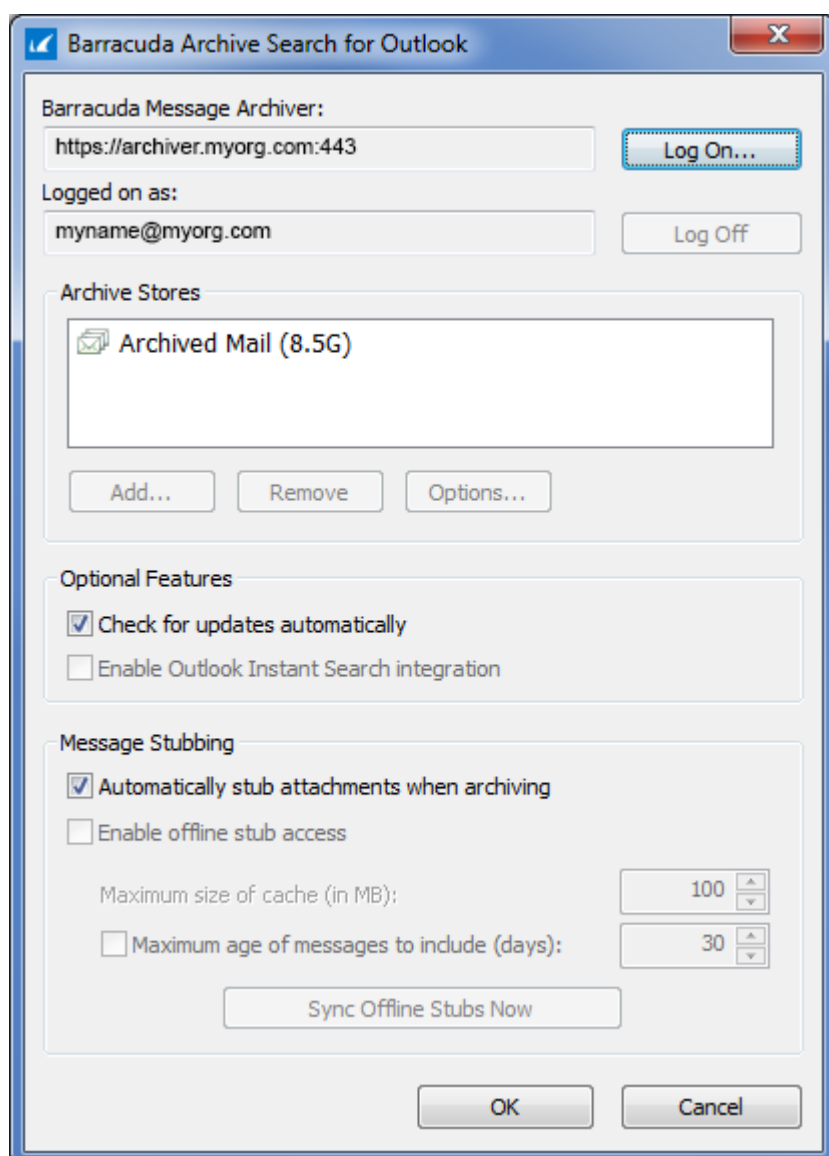 Barracuda Archive Search for Outlook
Barracuda Message Archiver:
https://archiver.myorg.com:443
Log On...
Logged on as:
myname@myorg.com
Log Off
Archive Stores
Archived Mail (8.5G)
Add...
Remove
Options...
Optional Features
Check for updates automatically
Enable Outlook Instant Search integration
Message Stubbing
Automatically stub attachments when archiving
Enable offline stub access
Maximum size of cache (in MB):
100
Maximum age of messages to include (days):
30
Sync Offline Stubs Now
OK
Cancel